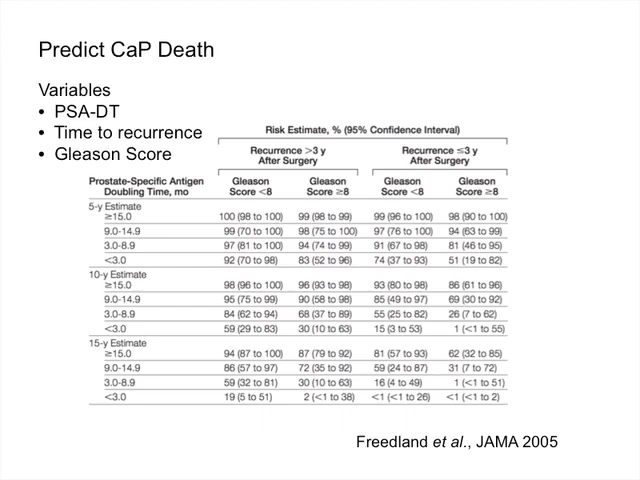 Predict CaP Death
Variables
• PSA-DT
• Time to recurrence
• Gleason Score
Risk Estimate, % (95% Confidence Interval)
Recurrence >3 y After Surgery
Recurrence ≤3 y After Surgery
Prostate-Specific Antigen Doubling Time, mo
Gleason Score <8
Gleason Score ≥8
Gleason Score <8
Gleason Score ≥8
5-y Estimate
≥15.0 100 (98 to 100) 99 (98 to 99) 99 (96 to 100) 98 (90 to 100)
9.0-14.9 99 (70 to 100) 98 (75 to 100) 97 (76 to 100) 94 (63 to 99)
3.0-8.9 97 (81 to 100) 94 (74 to 99) 91 (67 to 98) 81 (46 to 95)
<3.0 92 (70 to 98) 83 (52 to 96) 74 (37 to 93) 51 (19 to 82)
10-y Estimate
≥15.0 98 (96 to 100) 96 (93 to 98) 93 (80 to 98) 86 (61 to 96)
9.0-14.9 95 (75 to 99) 90 (58 to 98) 85 (49 to 97) 69 (30 to 92)
3.0-8.9 84 (62 to 94) 68 (37 to 89) 55 (25 to 82) 26 (7 to 62)
<3.0 59 (29 to 83) 30 (10 to 63) 15 (3 to 53) 1 (<1 to 55)
15-y Estimate
≥15.0 94 (87 to 100) 87 (79 to 92) 81 (57 to 93) 62 (32 to 85)
9.0-14.9 86 (57 to 97) 72 (35 to 92) 59 (24 to 87) 31 (7 to 72)
3.0-8.9 59 (32 to 81) 30 (10 to 63) 16 (4 to 49) 1 (<1 to 51)
<3.0 19 (5 to 51) 2 (<1 to 38) <1 (<1 to 26) <1 (<1 to 2)
Freedland et al., JAMA 2005